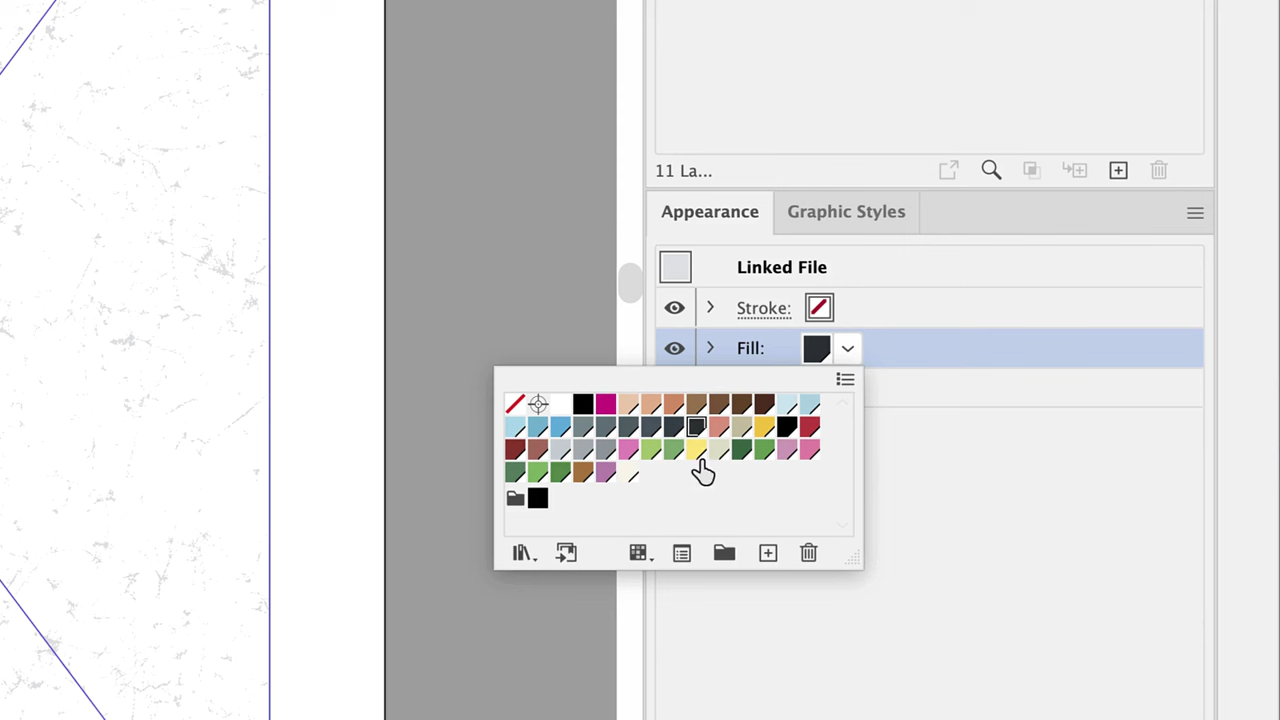 11 La...
Appearance
Graphic Styles
Linked File
Stroke:
Fill: